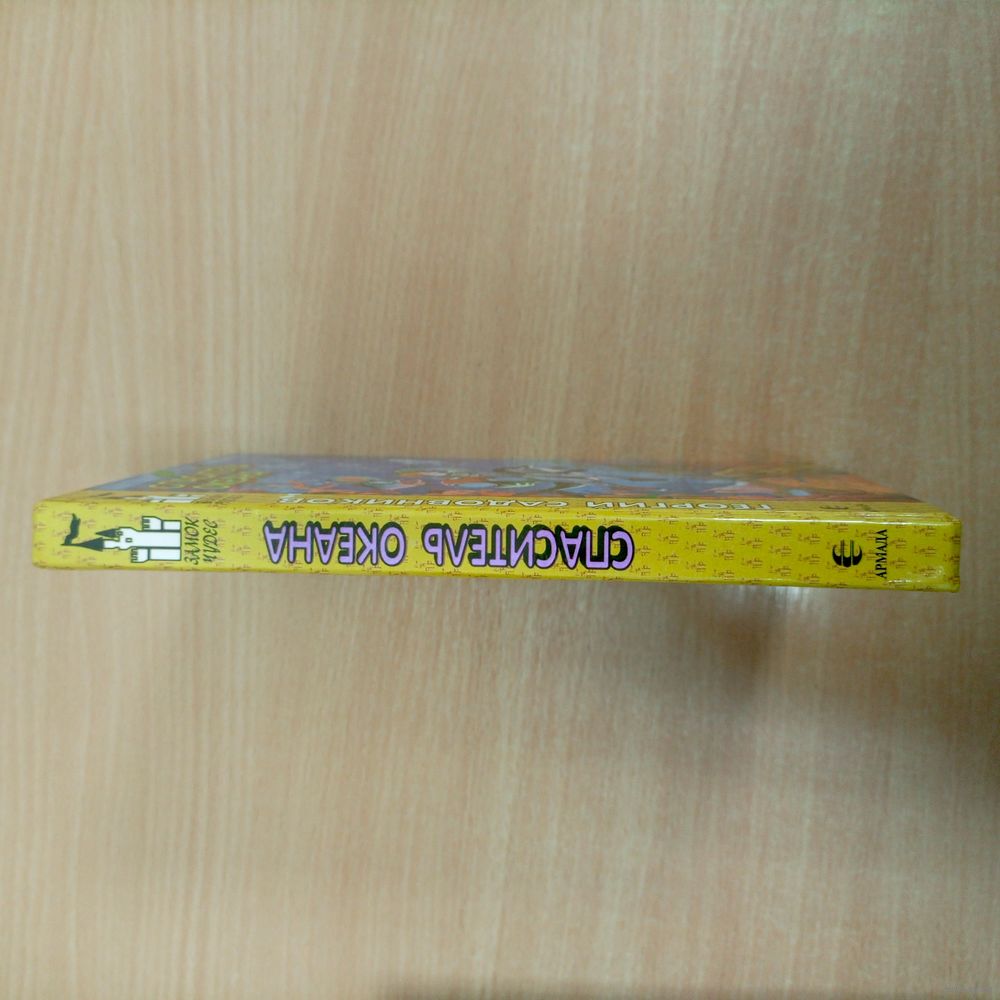 ЗАМОК
ЧУДЕС
СПАСИТЕЛЬ ОКЕАНА
АРМАДА
ГЕОРГИЙ САДОВНИКОВ